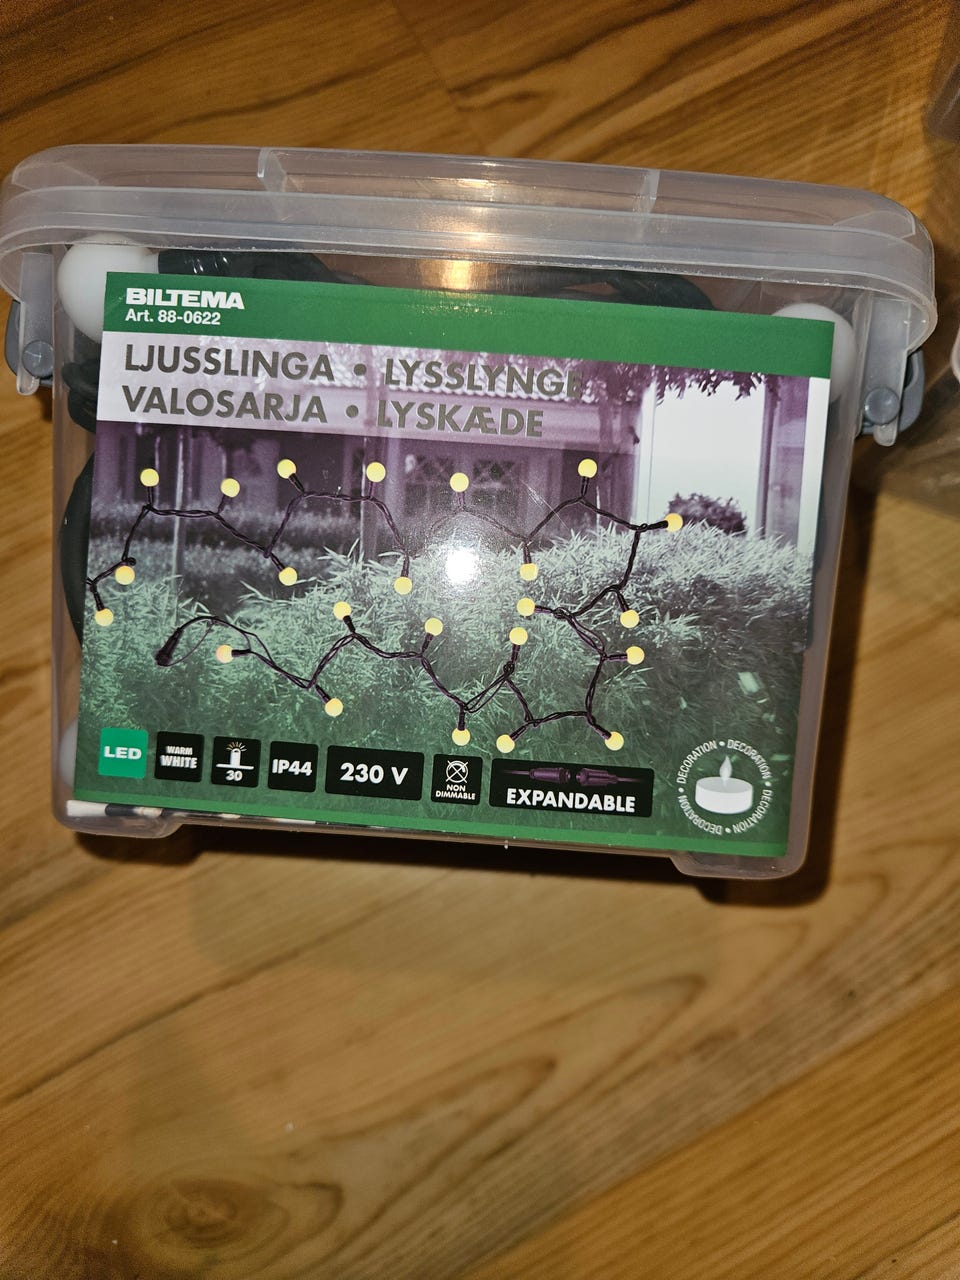 BILTEMA
Art. 88-0622
LJUSSLINGA • LYSSLYNGE
VALOSARJA • LYSKÆDE
LED
WARM
WHITE
30
IP44
230 V
NON
DIMMABLE
EXPANDABLE
DECORATION • DECORATION • DECORATION • DECORATION •